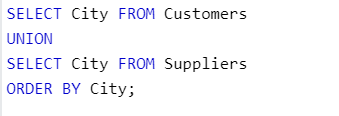 SELECT City FROM Customers
UNION
SELECT City FROM Suppliers
ORDER BY City;